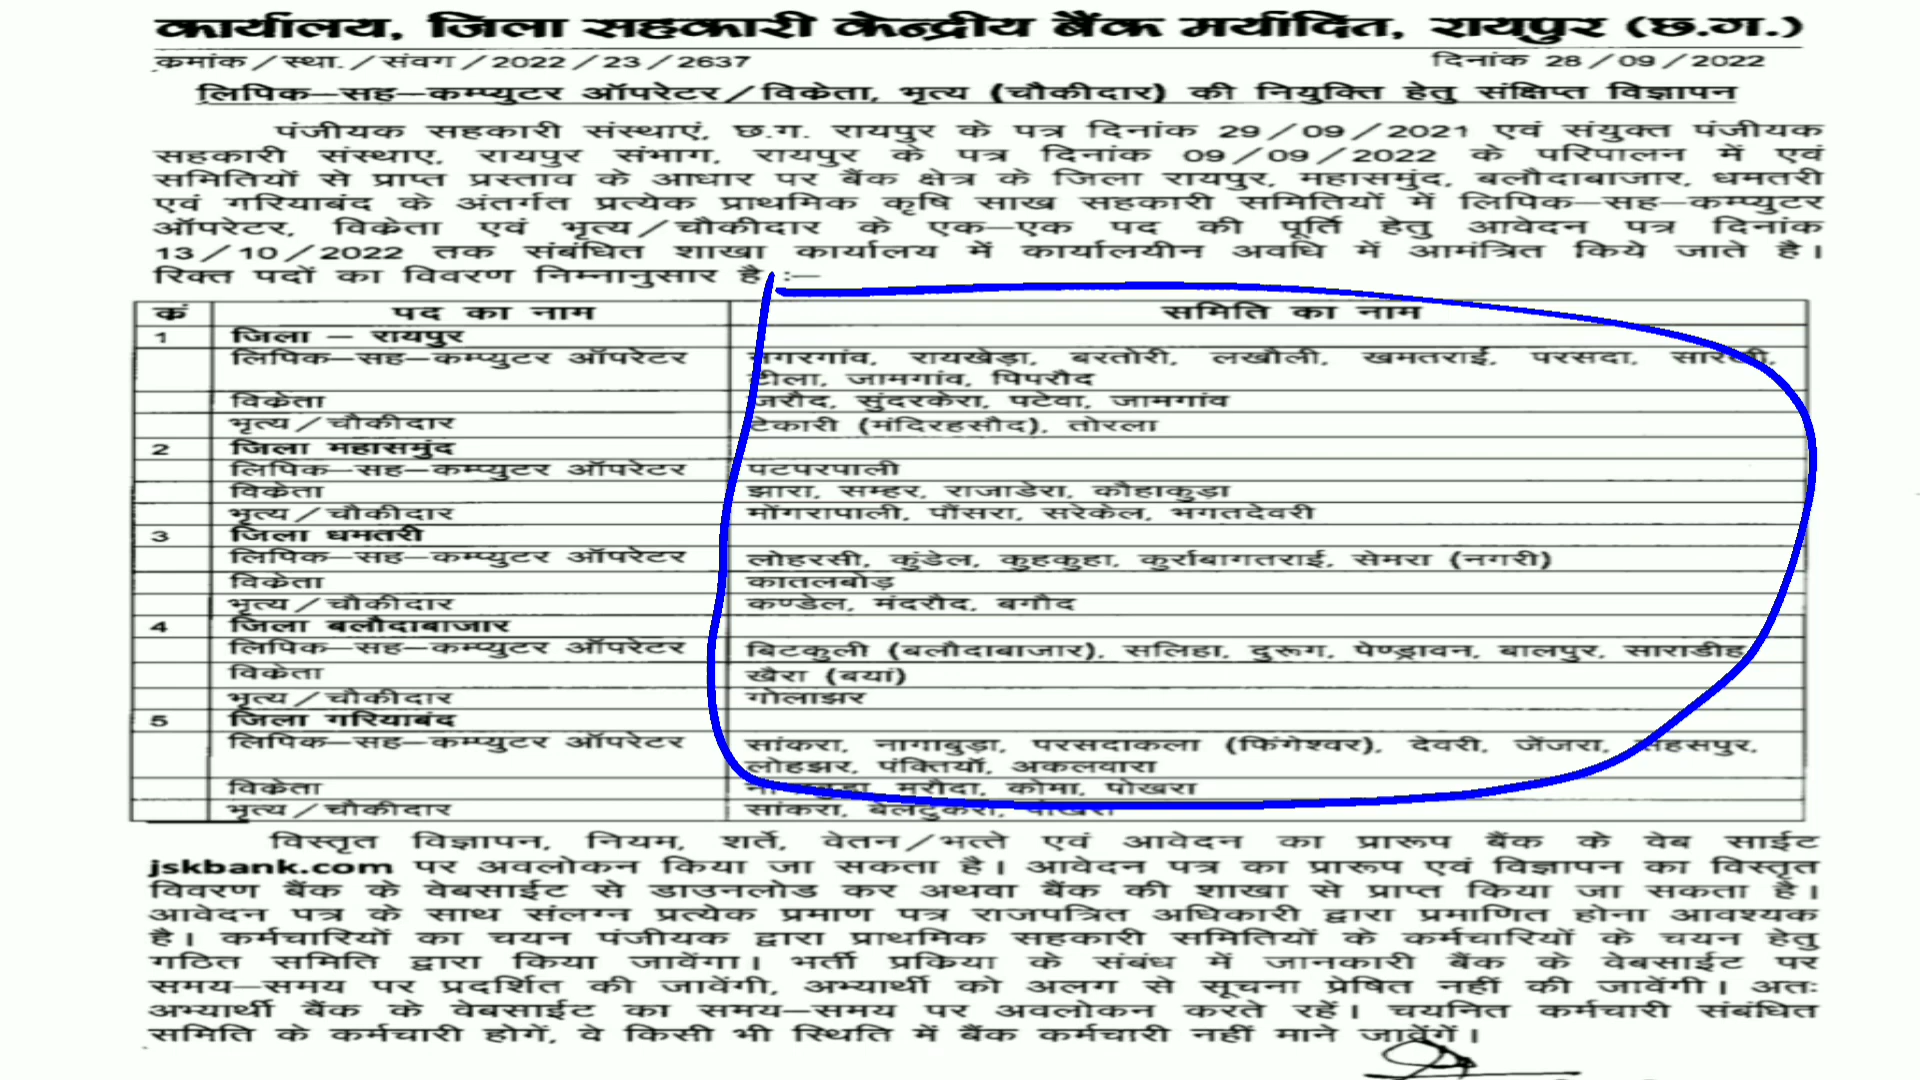 कार्यालय, जिला सहकारी केन्द्रीय बैंक मर्यादित, रायपुर (छ.ग.)
कमांक/स्था./संवग/2022/23/2637 दिनांक 28/09/2022
लिपिक–सह–कम्प्युटर ऑपरेटर/विकेता, भृत्य (चौकीदार) की नियुक्ति हेतु संक्षिप्त विज्ञापन
पंजीयक सहकारी संस्थाएं, छ.ग. रायपुर के पत्र दिनांक 29/09/2021 एवं संयुक्त पंजीयक
सहकारी संस्थाए, रायपुर संभाग, रायपुर के पत्र दिनांक 09/09/2022 के परिपालन में एवं
समितियों से प्राप्त प्रस्ताव के आधार पर बैंक क्षेत्र के जिला रायपुर, महासमुंद, बलौदाबाजार, धमतरी
एवं गरियाबंद के अंतर्गत प्रत्येक प्राथमिक कृषि साख सहकारी समितियों में लिपिक–सह–कम्प्युटर
ऑपरेटर, विकेता एवं भृत्य/चौकीदार के एक–एक पद की पूर्ति हेतु आवेदन पत्र दिनांक
13/10/2022 तक संबंधित शाखा कार्यालय में कार्यालयीन अवधि में आमंत्रित किये जाते है।
रिक्त पदों का विवरण निम्नानुसार है :–
कं पद का नाम समिति का नाम
1 जिला – रायपुर
लिपिक–सह–कम्प्युटर ऑपरेटर नगरगांव, रायखेड़ा, बरतोरी, लखौली, खमतराई, परसदा,
टीला, जामगांव, पिपरौद
विकेता जरौद, सुंदरकेरा, पटेवा, जामगांव
भृत्य/चौकीदार टेकारी (मंदिरहसौद), तोरला
2 जिला महासमुंद
लिपिक–सह–कम्प्युटर ऑपरेटर पटपरपाली
विकेता झारा, सम्हर, राजाडेरा, कौहाकुड़ा
भृत्य/चौकीदार मोंगरापाली, पौंसरा, सरेकेल, भगतदेवरी
3 जिला धमतरी
लिपिक–सह–कम्प्युटर ऑपरेटर लोहरसी, कुंडेल, कुहकुहा, कुर्राबागतराई, सेमरा (नगरी)
विकेता कातलबोड़
भृत्य/चौकीदार कण्डेल, मंदरौद, बगौद
4 जिला बलौदाबाजार
लिपिक–सह–कम्प्युटर ऑपरेटर बिटकुली (बलौदाबाजार), सलिहा, दुरूग, पेण्ड्रावन, बालपुर, साराडीह
विकेता खैरा (बयां)
भृत्य/चौकीदार गोलाझर
5 जिला गरियाबंद
लिपिक–सह–कम्प्युटर ऑपरेटर सांकरा, नागाबुड़ा, परसदाकला (फिंगेश्वर), देवरी, जेंजरा, सहसपुर,
लोहझर, पंक्तियॉ, अकलवारा
विकेता मरौदा, कोमा, पोखरा
भृत्य/चौकीदार सांकरा, बेलटुकरी, पोखरा
विस्तृत विज्ञापन, नियम, शर्ते, वेतन/भत्ते एवं आवेदन का प्रारूप बैंक के वेब साईट
jskbank.com पर अवलोकन किया जा सकता है। आवेदन पत्र का प्रारूप एवं विज्ञापन का विस्तृत
विवरण बैंक के वेबसाईट से डाउनलोड कर अथवा बैंक की शाखा से प्राप्त किया जा सकता है।
आवेदन पत्र के साथ संलग्न प्रत्येक प्रमाण पत्र राजपत्रित अधिकारी द्वारा प्रमाणित होना आवश्यक
है। कर्मचारियों का चयन पंजीयक द्वारा प्राथमिक सहकारी समितियों के कर्मचारियों के चयन हेतु
गठित समिति द्वारा किया जावेंगा। भर्ती प्रकिया के संबंध में जानकारी बैंक के वेबसाईट पर
समय–समय पर प्रदर्शित की जावेंगी, अभ्यार्थी को अलग से सूचना प्रेषित नहीं की जावेंगी। अतः
अभ्यार्थी बैंक के वेबसाईट का समय–समय पर अवलोकन करते रहें। चयनित कर्मचारी संबंधित
समिति के कर्मचारी होगें, वे किसी भी स्थिति में बैंक कर्मचारी नहीं माने जावेंगें।